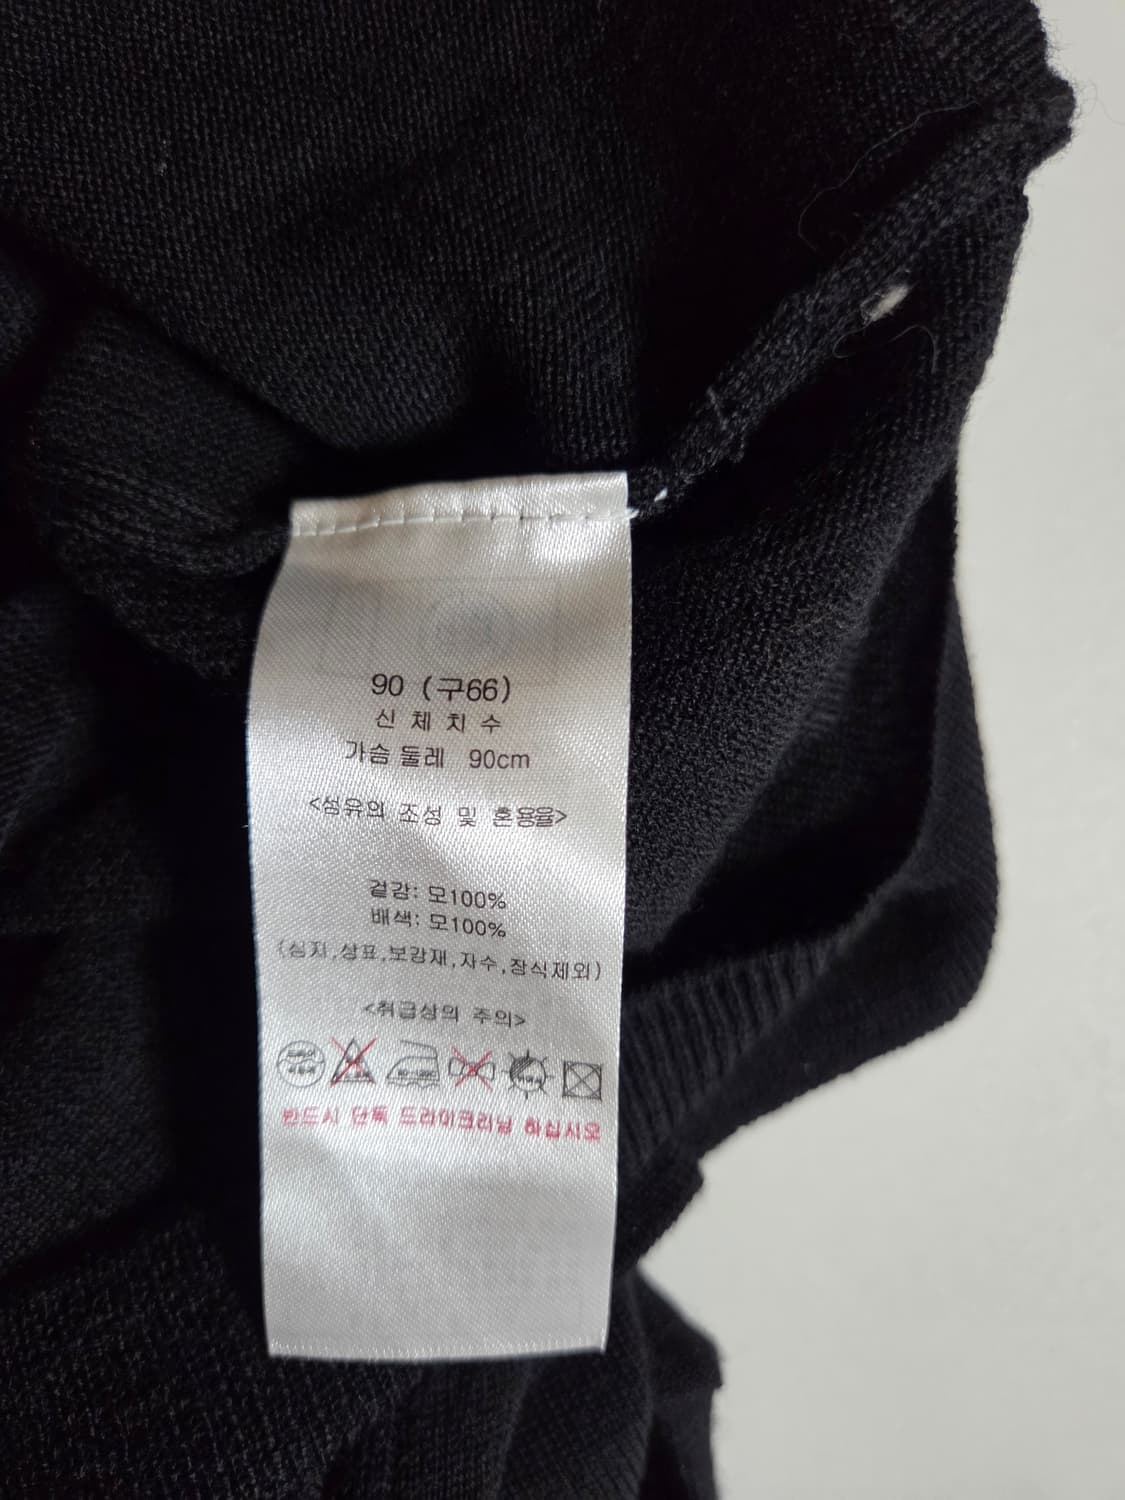 90 (구66)
신 체 치 수
가슴 둘레 90cm
<섬유의 조성 및 혼용율>
겉감: 모100%
배색: 모100%
(심지,상표,보강재,자수,장식제외)
<취급상의 주의>
반드시 단독 드라이크리닝 하십시오